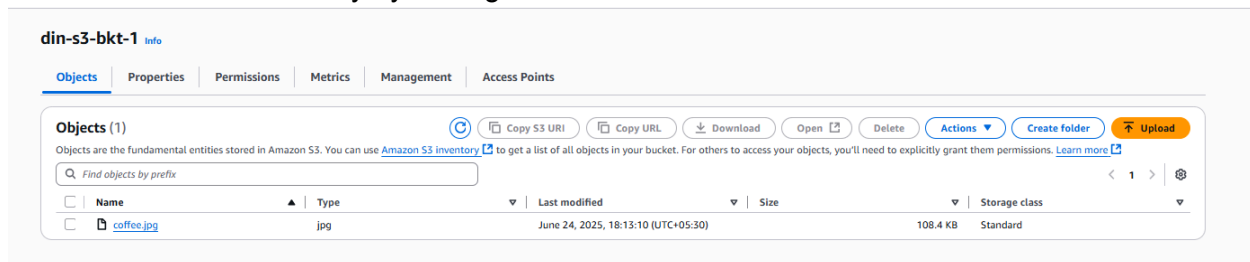 din-s3-bkt-1 Info
Objects Properties Permissions Metrics Management Access Points
Objects (1) Copy S3 URI Copy URL Download Open Delete Actions Create folder Upload
Objects are the fundamental entities stored in Amazon S3. You can use Amazon S3 inventory to get a list of all objects in your bucket. For others to access your objects, you'll need to explicitly grant them permissions. Learn more
Find objects by prefix 1
Name Type Last modified Size Storage class
coffee.jpg jpg June 24, 2025, 18:13:10 (UTC+05:30) 108.4 KB Standard